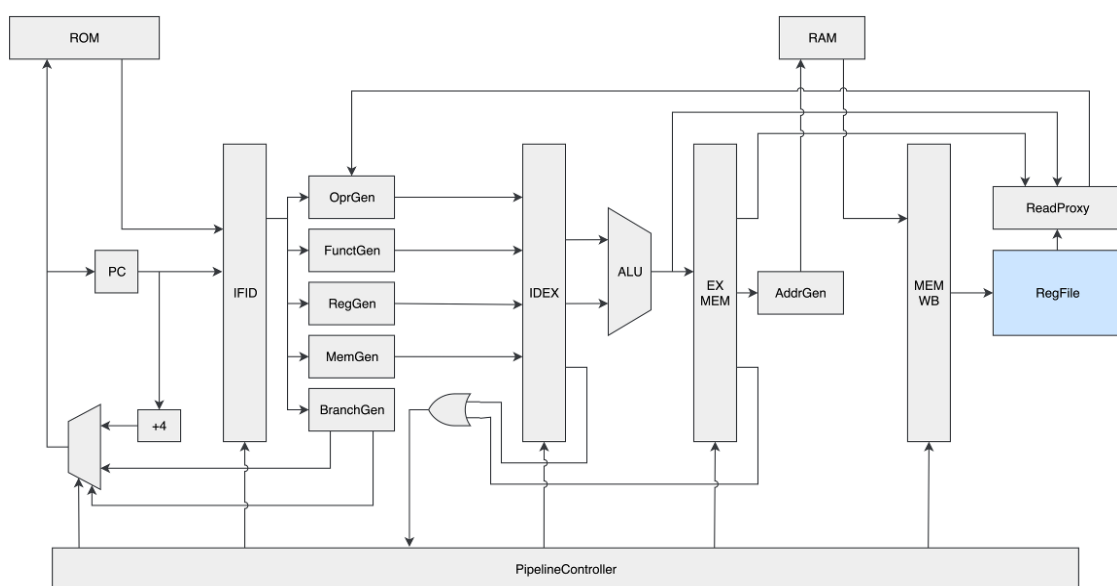 ROM
RAM
OprGen
ReadProxy
FunctGen
PC
IFID
IDEX
ALU
EX
MEM
AddrGen
MEM
WB
RegFile
RegGen
MemGen
BranchGen
+4
PipelineController